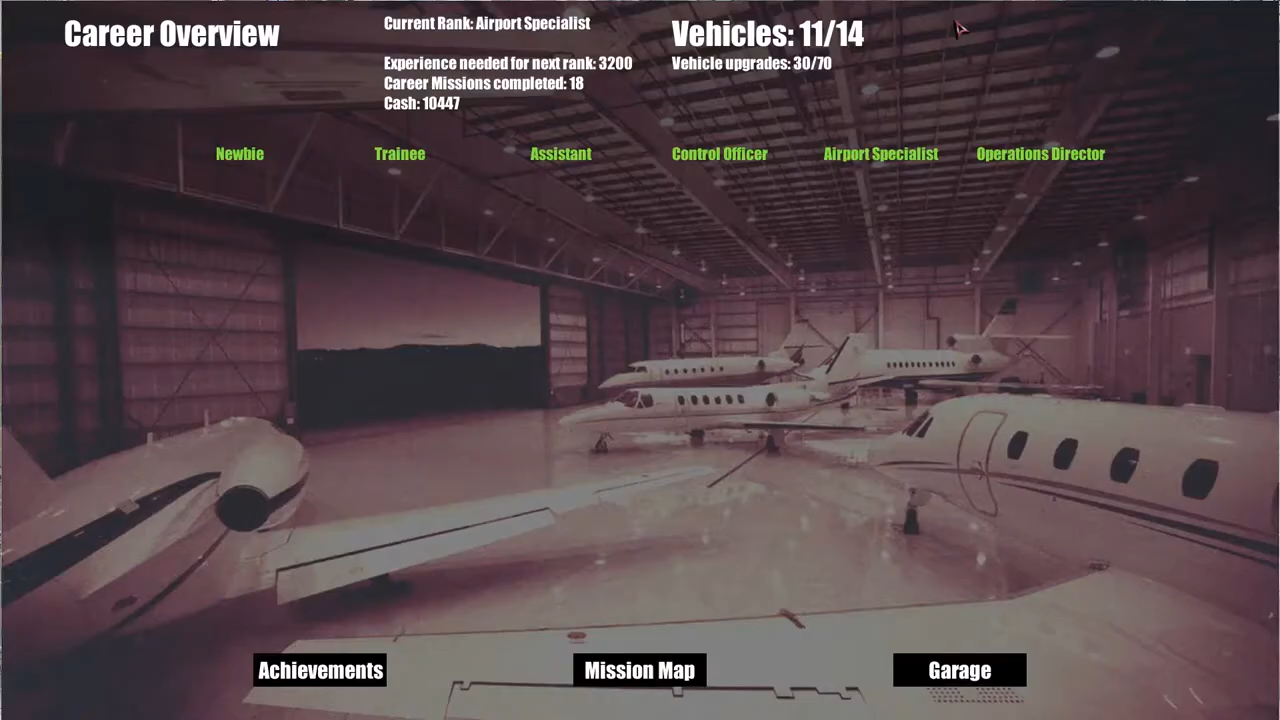 Career Overview
Current Rank: Airport Specialist
Experience needed for next rank: 3200
Career Missions completed: 18
Cash: 10447
Vehicles: 11/14
Vehicle upgrades: 30/70
Newbie
Trainee
Assistant
Control Officer
Airport Specialist
Operations Director
Achievements
Mission Map
Garage